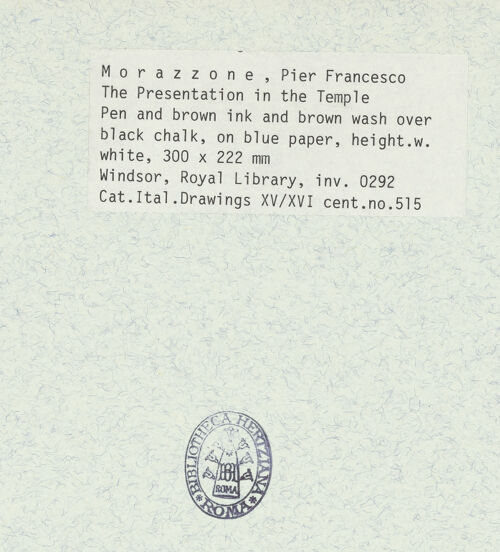 M o r a z z o n e , Pier Francesco
The Presentation in the Temple
Pen and brown ink and brown wash over
black chalk, on blue paper, height.w.
white, 300 x 222 mm
Windsor, Royal Library, inv. 0292
Cat.Ital.Drawings XV/XVI cent.no.515
BIBLIOTHECA HERTZIANA
BH
ROMA
* ROMA *